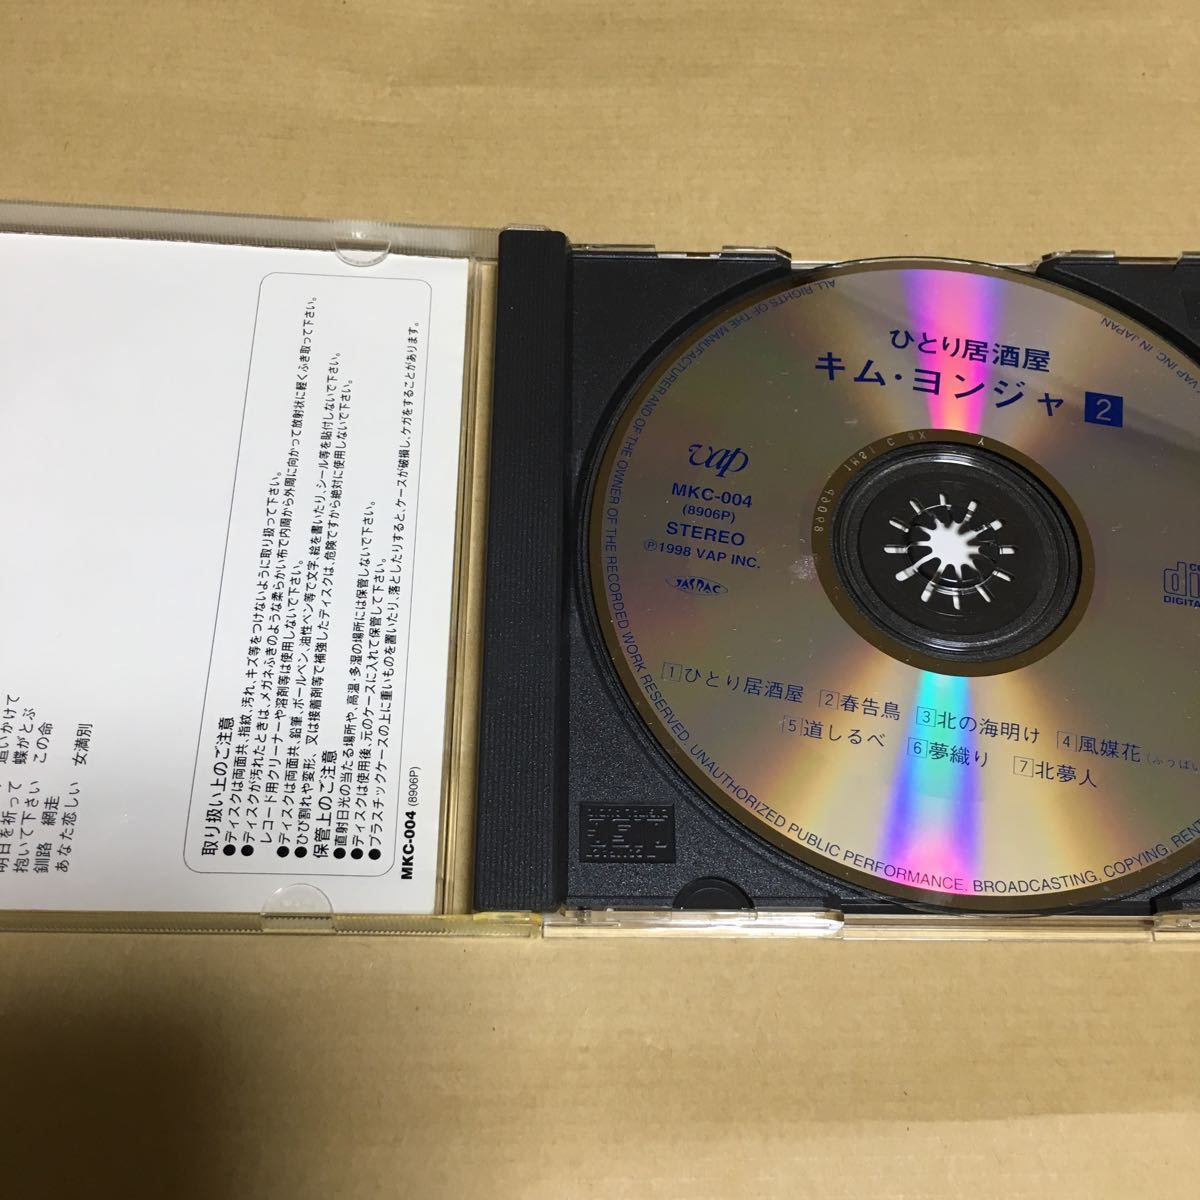 追いかけて
蝶がとぶ
この命
女満別
明日を祈って
抱いて下さい
釧路 網走
あなた恋しい
取り扱い上のご注意
●ディスクは両面共、指紋、汚れ、キズ等をつけないように取り扱って下さい。
●ディスクが汚れたときは、メガネふきのような柔らかい布で内周から外周に向かって放射状に軽くふき取って下さい。
レコード用クリーナーや溶剤等は使用しないで下さい。
●ディスクは両面共、鉛筆、ボールペン、油性ペン等で文字、絵を書いたり、シール等を貼付しないで下さい。
●ひび割れや変形、又は接着剤等で補強したディスクは、危険ですから絶対に使用しないで下さい。
保管上のご注意
●直射日光の当たる場所や、高温・多湿の場所には保管しないで下さい。
●ディスクは使用後、元のケースに入れて保管して下さい。
●プラスチックケースの上に重いものを置いたり、落としたりすると、ケースが破損し、ケガをすることがあります。
MKC-004 (8906P)
ひとり居酒屋
キム・ヨンジャ 2
vap
MKC-004
(8906P)
STEREO
Ⓟ1998 VAP INC.
JASRAC
DIGITAL
1 ひとり居酒屋 2 春告鳥 3 北の海明け 4 風媒花
5 道しるべ 6 夢織り 7 北夢人
ALL RIGHTS OF THE MANUFACTURER AND OF THE OWNER OF THE RECORDED WORK RESERVED. UNAUTHORIZED PUBLIC PERFORMANCE, BROADCASTING, COPYING,
VAP INC. IN JAPAN